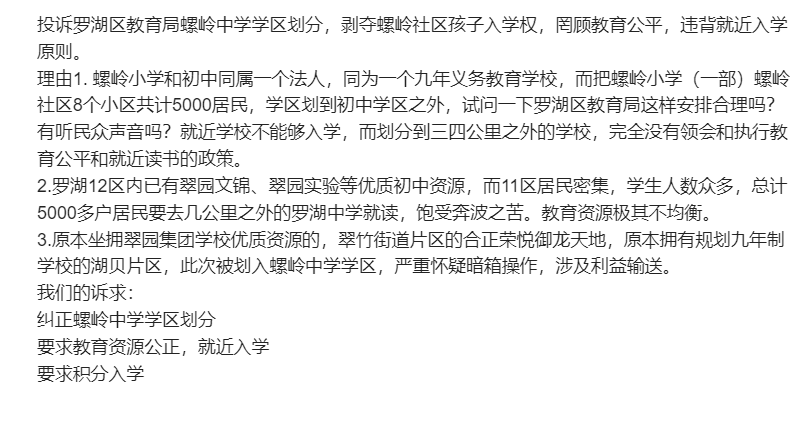 投诉罗湖区教育局螺岭中学学区划分，剥夺螺岭社区孩子入学权，罔顾教育公平，违背就近入学
原则。
理由1. 螺岭小学和初中同属一个法人，同为一个九年义务教育学校，而把螺岭小学（一部）螺岭
社区8个小区共计5000居民，学区划到初中学区之外，试问一下罗湖区教育局这样安排合理吗？
有听民众声音吗？就近学校不能够入学，而划分到三四公里之外的学校，完全没有领会和执行教
育公平和就近读书的政策。
2.罗湖12区内已有翠园文锦、翠园实验等优质初中资源，而11区居民密集，学生人数众多，总计
5000多户居民要去几公里之外的罗湖中学就读，饱受奔波之苦。教育资源极其不均衡。
3.原本坐拥翠园集团学校优质资源的，翠竹街道片区的合正荣悦御龙天地，原本拥有规划九年制
学校的湖贝片区，此次被划入螺岭中学学区，严重怀疑暗箱操作，涉及利益输送。
我们的诉求：
纠正螺岭中学学区划分
要求教育资源公正，就近入学
要求积分入学